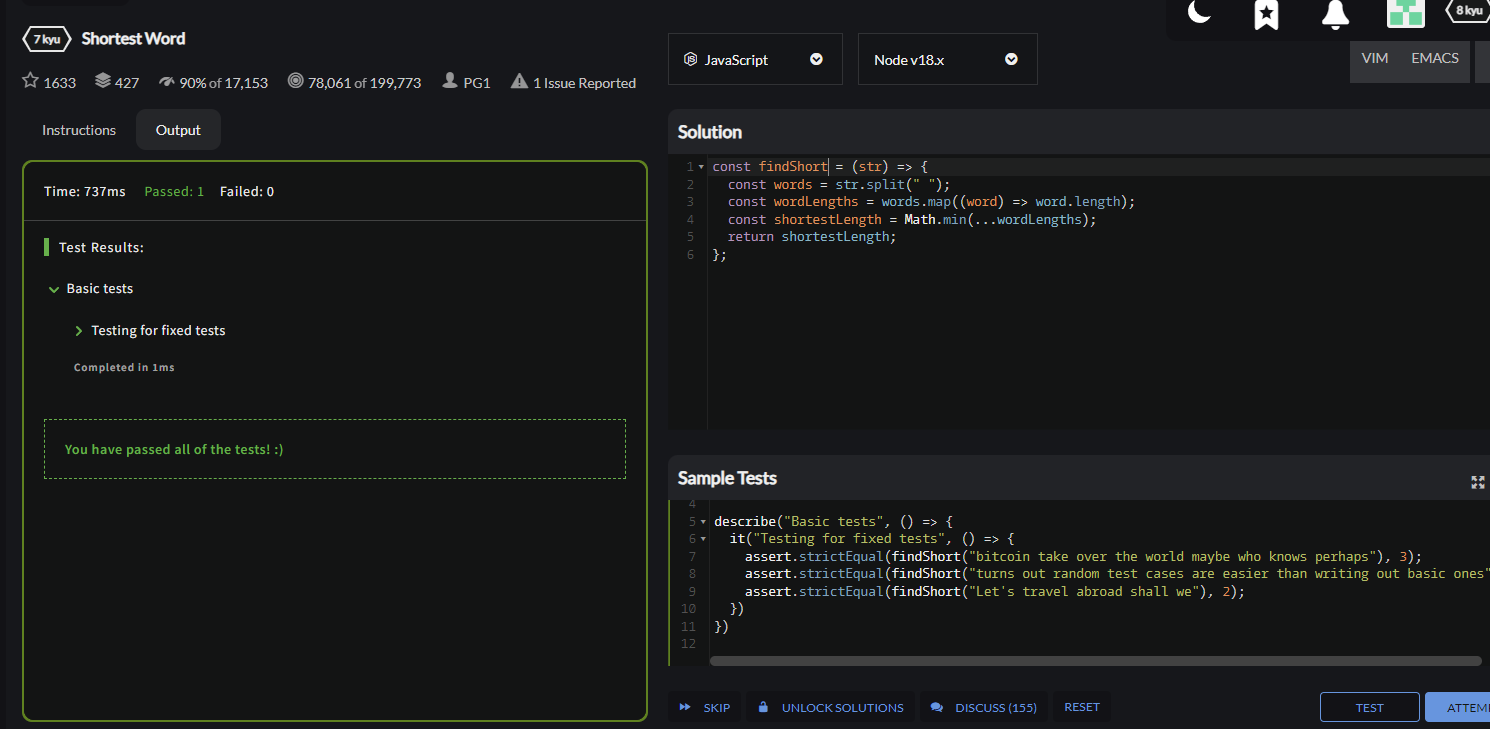 7 kyu Shortest Word
1633 427 90% of 17,153 78,061 of 199,773 PG1 1 Issue Reported
Instructions Output
Time: 737ms Passed: 1 Failed: 0
Test Results:
Basic tests
Testing for fixed tests
Completed in 1ms
You have passed all of the tests! :)
8 kyu
JavaScript Node v18.x VIM EMACS
Solution
1 const findShort = (str) => {
2 const words = str.split(" ");
3 const wordLengths = words.map((word) => word.length);
4 const shortestLength = Math.min(...wordLengths);
5 return shortestLength;
6 };
Sample Tests
4
5 describe("Basic tests", () => {
6 it("Testing for fixed tests", () => {
7 assert.strictEqual(findShort("bitcoin take over the world maybe who knows perhaps"), 3);
8 assert.strictEqual(findShort("turns out random test cases are easier than writing out basic ones"
9 assert.strictEqual(findShort("Let's travel abroad shall we"), 2);
10 })
11 })
12
SKIP UNLOCK SOLUTIONS DISCUSS (155) RESET TEST ATTEM